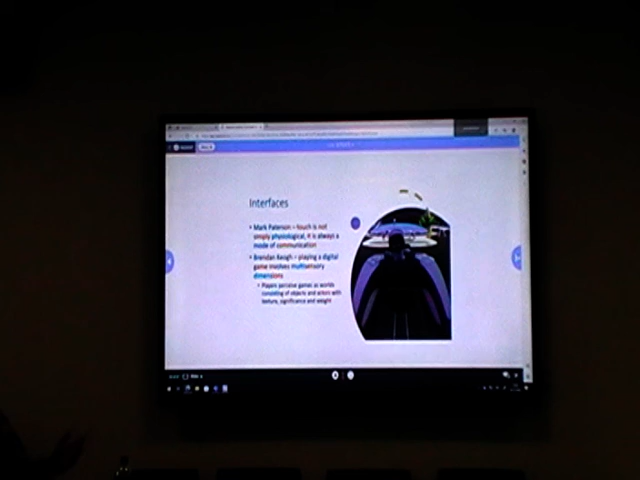 Interfaces
• Mark Paterson – touch is not
simply physiological, it is always a
mode of communication
• Brendan Keogh – playing a digital
game involves multisensory
dimensions
• Players perceive games as worlds
consisting of objects and actors with
texture, significance and weight